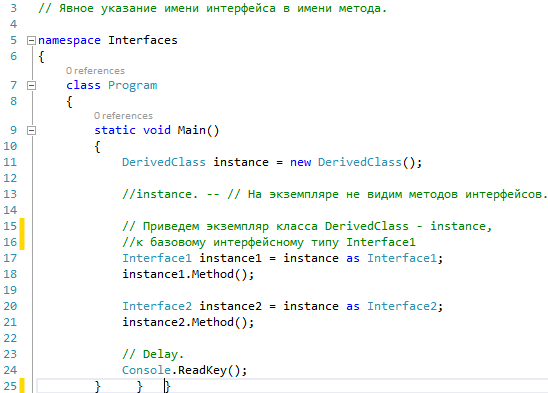 3 // Явное указание имени интерфейса в имени метода.
4
5 namespace Interfaces
6 {
0 references
7 class Program
8 {
0 references
9 static void Main()
10 {
11 DerivedClass instance = new DerivedClass();
12
13 //instance. -- // На экземпляре не видим методов интерфейсов.
14
15 // Приведем экземпляр класса DerivedClass - instance,
16 //к базовому интерфейсному типу Interface1
17 Interface1 instance1 = instance as Interface1;
18 instance1.Method();
19
20 Interface2 instance2 = instance as Interface2;
21 instance2.Method();
22
23 // Delay.
24 Console.ReadKey();
25 } } }